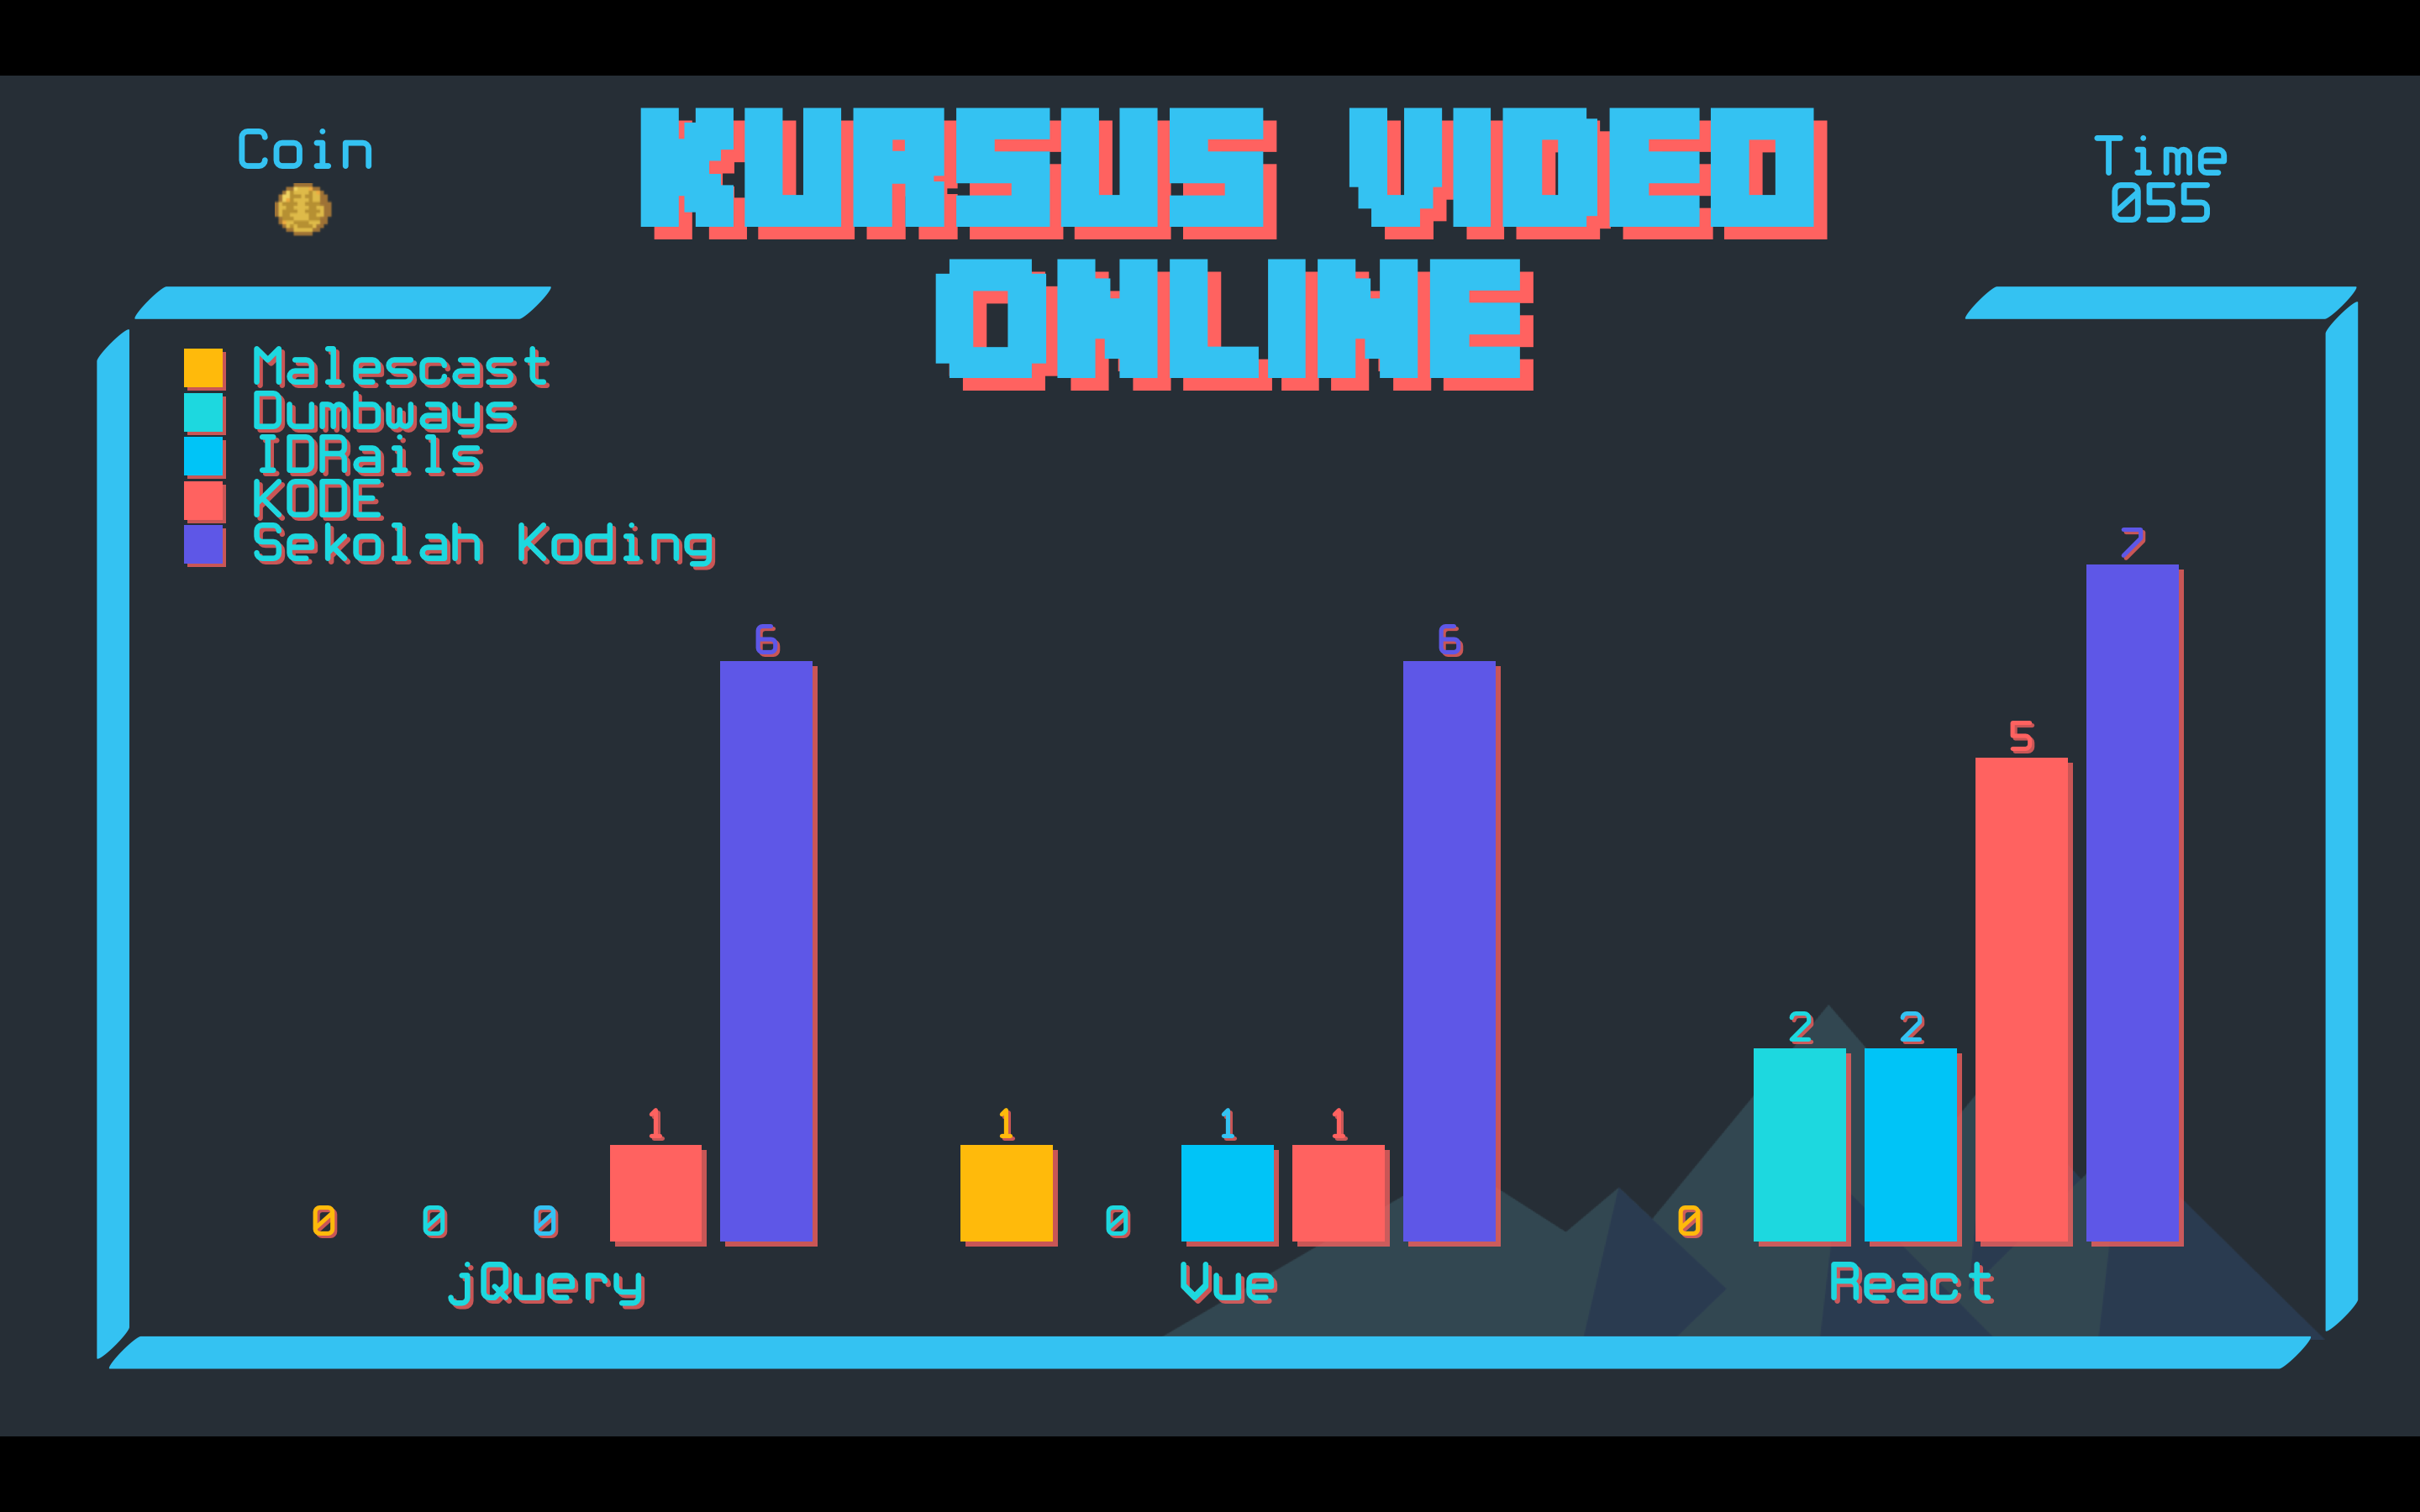 Coin
KURSUS VIDEO
ONLINE
Time
055
Malescast
Dumbways
IDRails
KODE
Sekolah Koding
0
0
0
1
6
jQuery
1
0
1
1
6
Vue
0
2
2
5
7
React